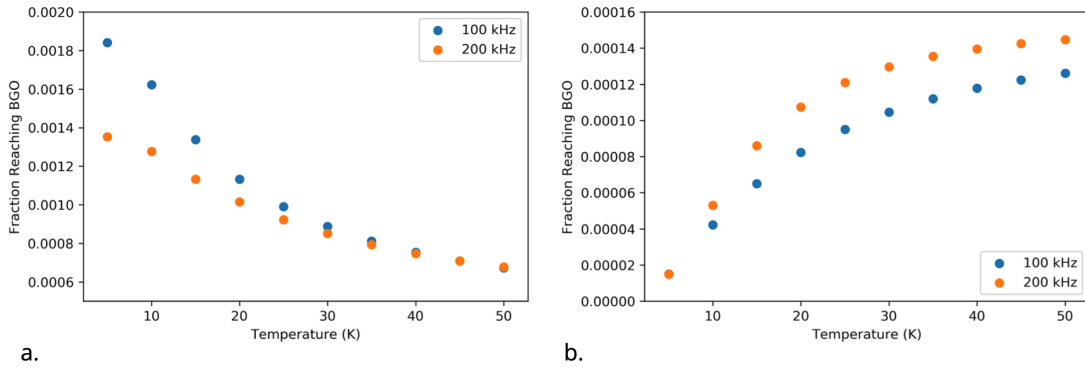 0.0020
0.0018
0.0016
0.0014
0.0012
0.0010
0.0008
0.0006
Fraction Reaching BGO
100 kHz
200 kHz
10 20 30 40 50
Temperature (K)
a.
0.00016
0.00014
0.00012
0.00010
0.00008
0.00006
0.00004
0.00002
0.00000
Fraction Reaching BGO
100 kHz
200 kHz
10 20 30 40 50
Temperature (K)
b.